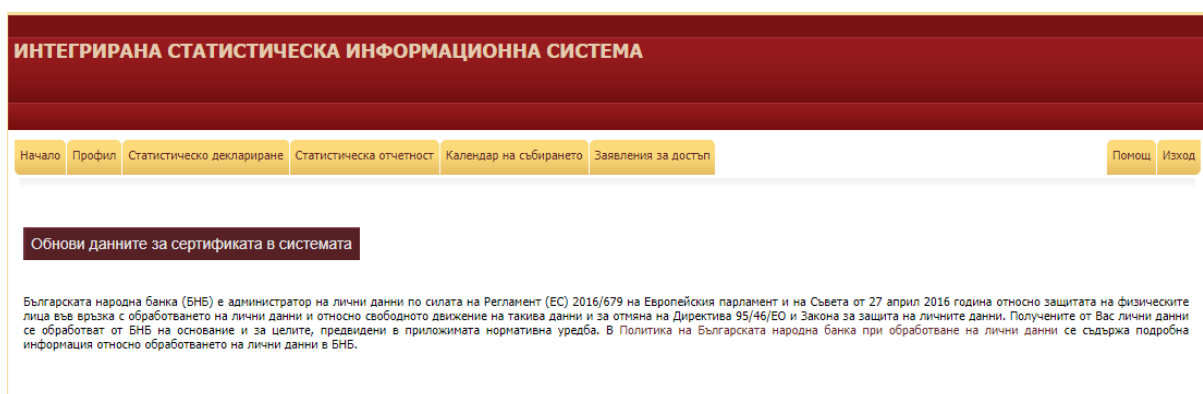 ИНТЕГРИРАНА СТАТИСТИЧЕСКА ИНФОРМАЦИОННА СИСТЕМА
Начало Профил Статистическо деклариране Статистическа отчетност Календар на събирането Заявления за достъп Помощ Изход
Обнови данните за сертификата в системата
Българската народна банка (БНБ) е администратор на лични данни по силата на Регламент (ЕС) 2016/679 на Европейския парламент и на Съвета от 27 април 2016 година относно защитата на физическите
лица във връзка с обработването на лични данни и относно свободното движение на такива данни и за отмяна на Директива 95/46/ЕО и Закона за защита на личните данни. Получените от Вас лични данни
се обработват от БНБ на основание и за целите, предвидени в приложимата нормативна уредба. В Политика на Българската народна банка при обработване на лични данни се съдържа подробна
информация относно обработването на лични данни в БНБ.